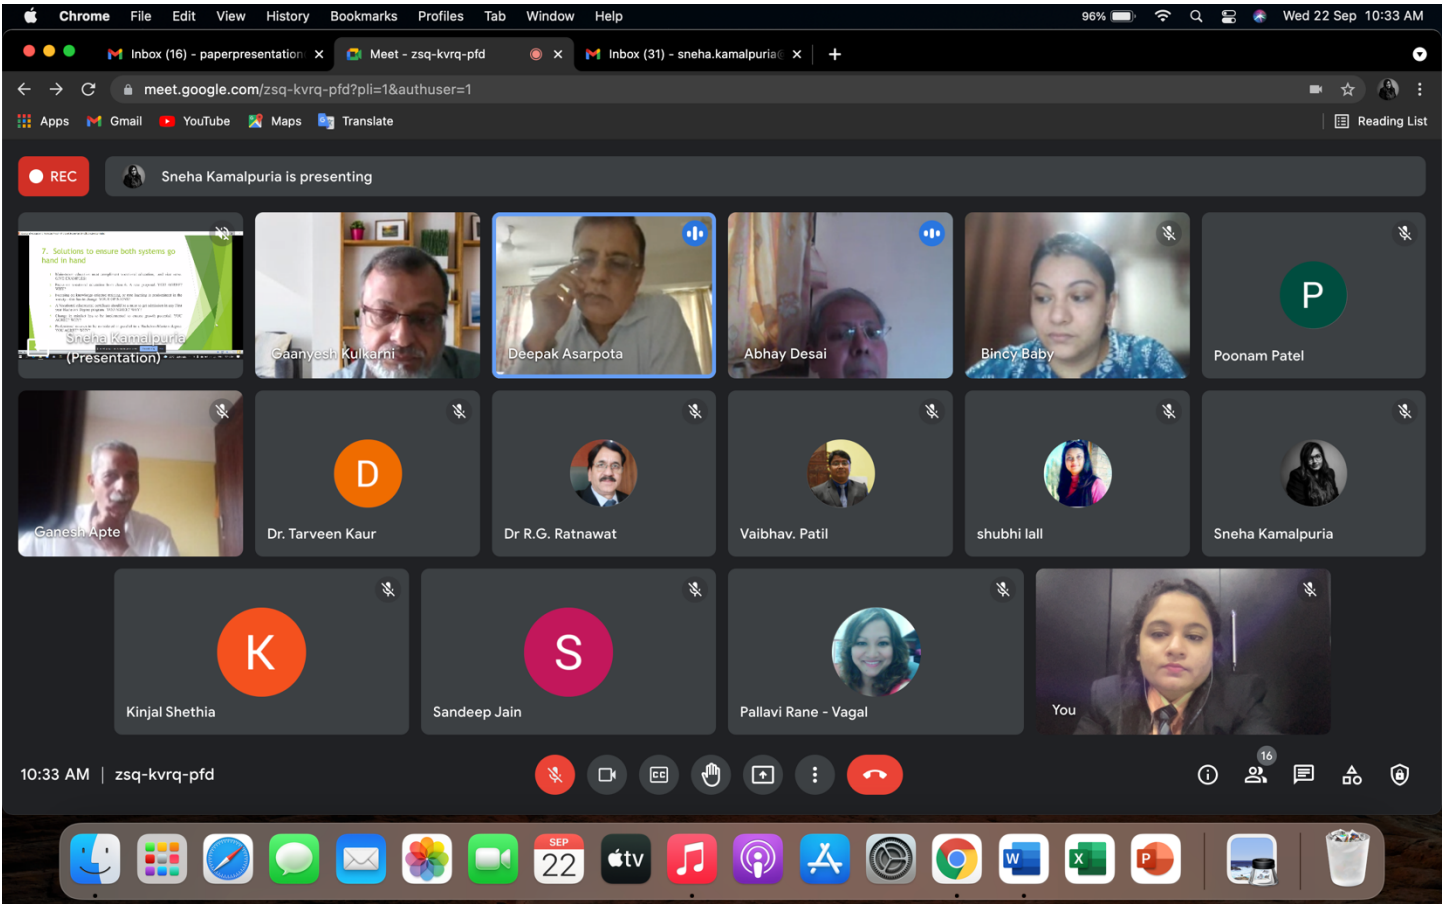 Chrome File Edit View History Bookmarks Profiles Tab Window Help 96% Wed 22 Sep 10:33 AM
Inbox (16) - paperpresentation Meet - zsq-kvrq-pfd Inbox (31) - sneha.kamalpuria@
meet.google.com/zsq-kvrq-pfd?pli=1&authuser=1
Apps Gmail YouTube Maps Translate Reading List
REC Sneha Kamalpuria is presenting
7. Solutions to ensure both systems go
hand in hand
Sneha Kamalpuria
(Presentation)
Gaanyesh Kulkarni
Deepak Asarpota
Abhay Desai
Bincy Baby
P
Poonam Patel
Ganesh Apte
D
Dr. Tarveen Kaur
Dr R.G. Ratnawat
Vaibhav. Patil
shubhi lall
Sneha Kamalpuria
K
Kinjal Shethia
S
Sandeep Jain
Pallavi Rane - Vagal
You
10:33 AM | zsq-kvrq-pfd
CC
16
SEP
22
tv
W
X
P